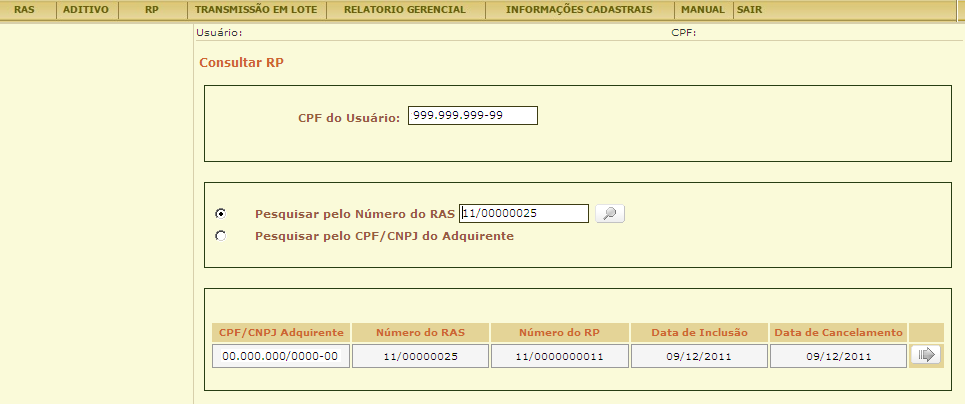 RAS ADITIVO RP TRANSMISSÃO EM LOTE RELATORIO GERENCIAL INFORMAÇÕES CADASTRAIS MANUAL SAIR
Usuário: CPF:
Consultar RP
CPF do Usuário: 999.999.999-99
Pesquisar pelo Número do RAS 11/00000025
Pesquisar pelo CPF/CNPJ do Adquirente
CPF/CNPJ Adquirente Número do RAS Número do RP Data de Inclusão Data de Cancelamento
00.000.000/0000-00 11/00000025 11/0000000011 09/12/2011 09/12/2011